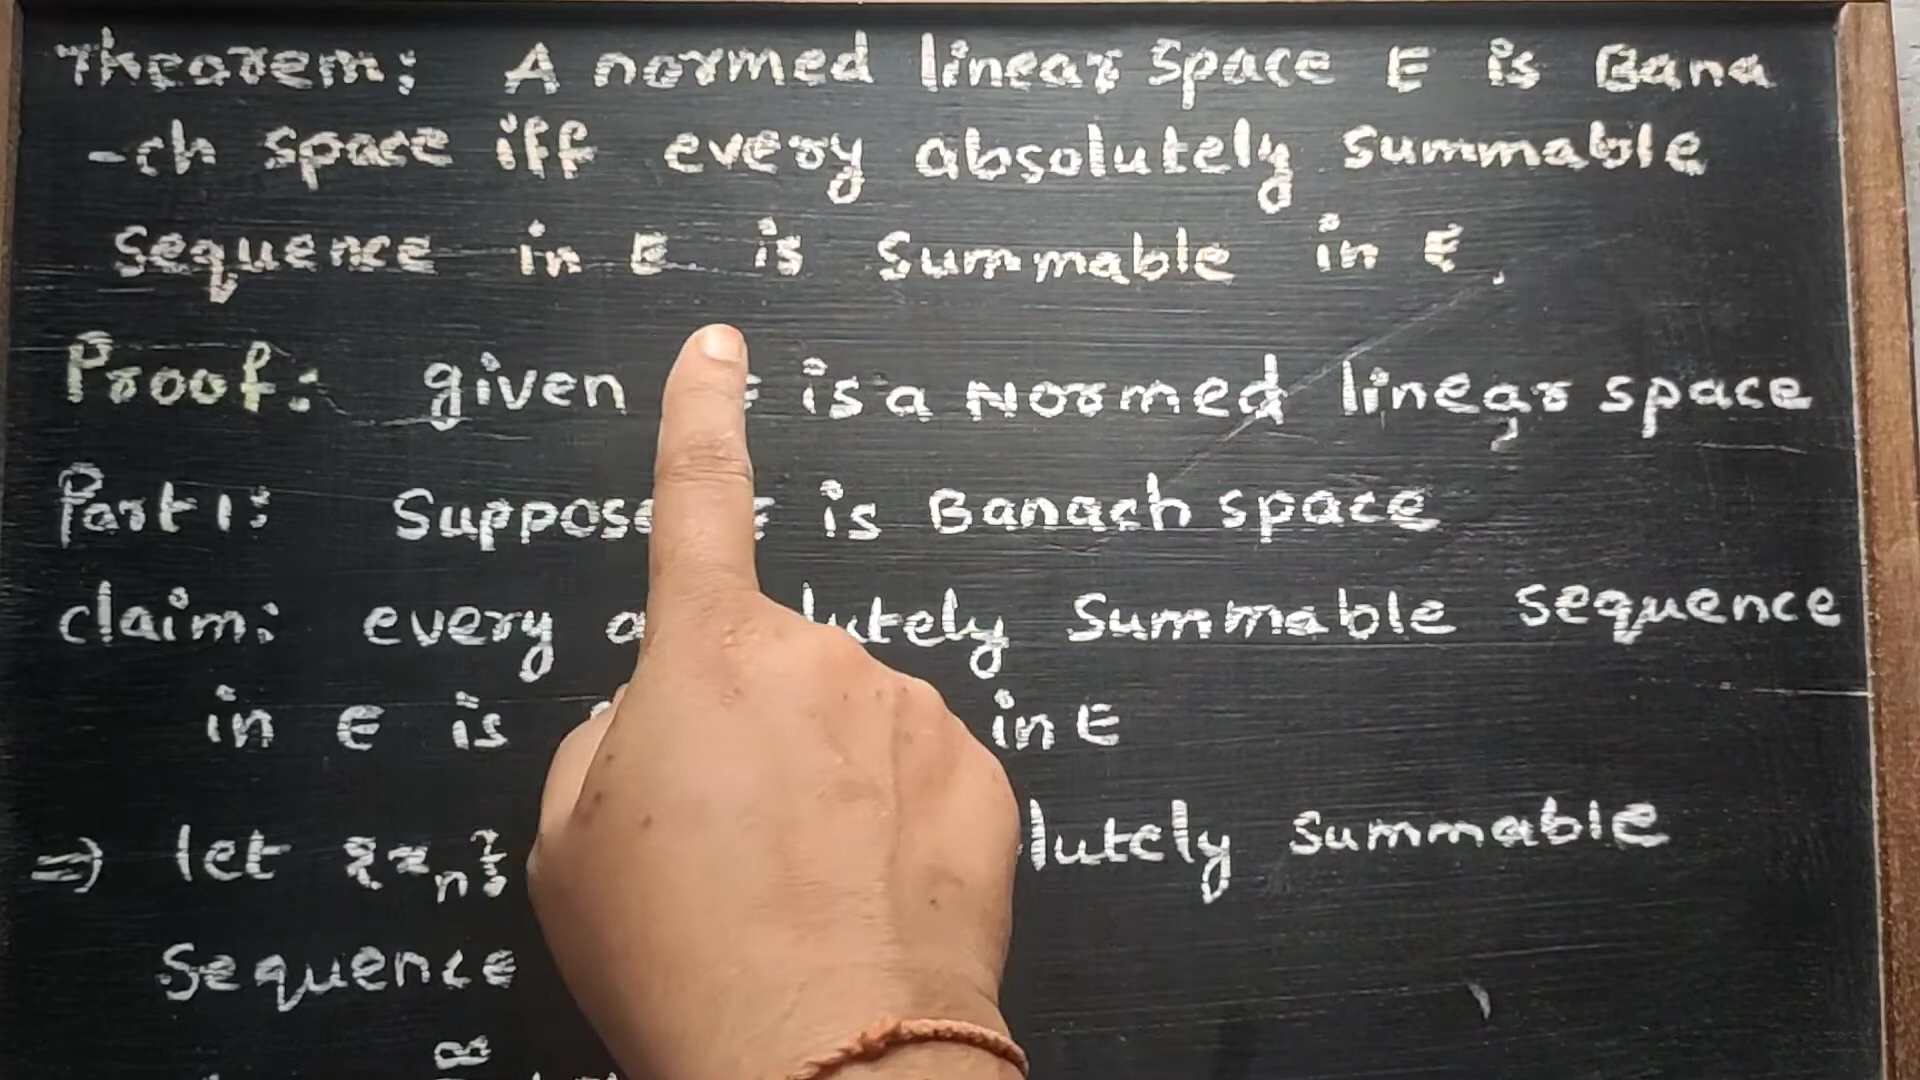 Theorem: A normed linear space E is Bana
-ch space iff every absolutely summable
sequence in E is summable in E.
Proof: given is a Normed linear space
Part 1: Suppose is Banach space
claim: every summable sequence
in E is in E
⇒ let {xn} summable
sequence
∞